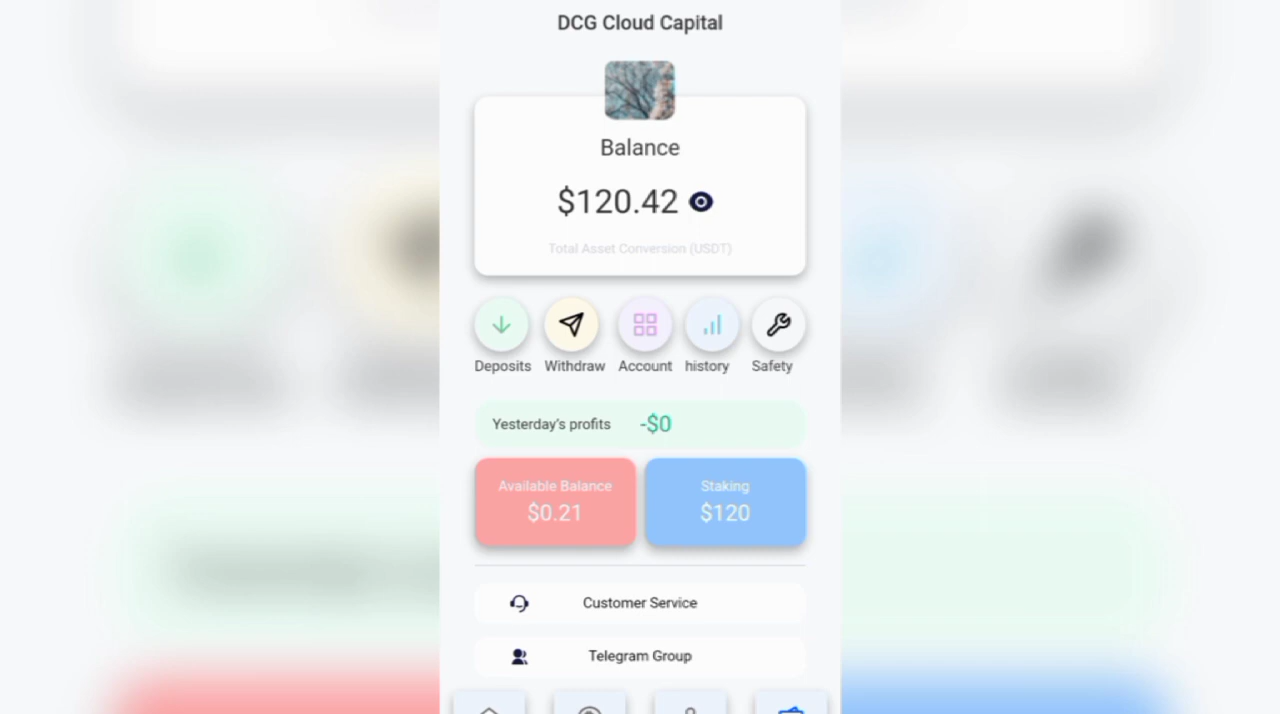 DCG Cloud Capital
Balance
$120.42
Total Asset Conversion (USDT)
Deposits Withdraw Account history Safety
Yesterday's profits -$0
Available Balance Staking
$0.21 $120
Customer Service
Telegram Group